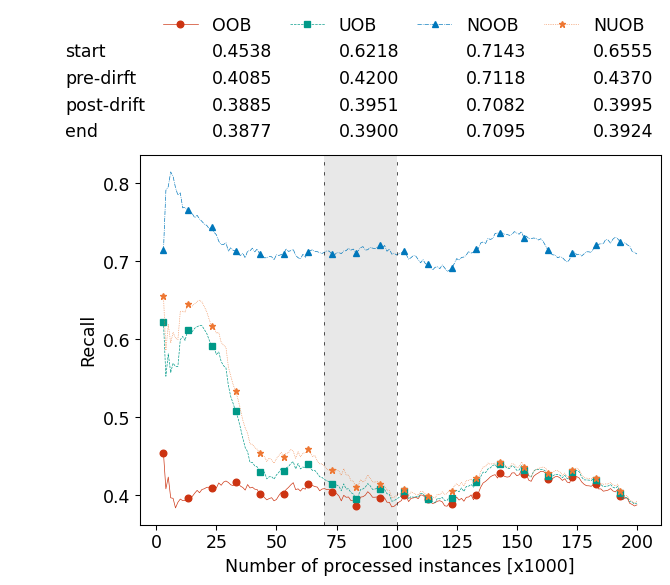 OOB UOB NOOB NUOB
start 0.4538 0.6218 0.7143 0.6555
pre-dirft 0.4085 0.4200 0.7118 0.4370
post-drift 0.3885 0.3951 0.7082 0.3995
end 0.3877 0.3900 0.7095 0.3924
0.8
0.7
0.6
0.5
0.4
Recall
0 25 50 75 100 125 150 175 200
Number of processed instances [x1000]